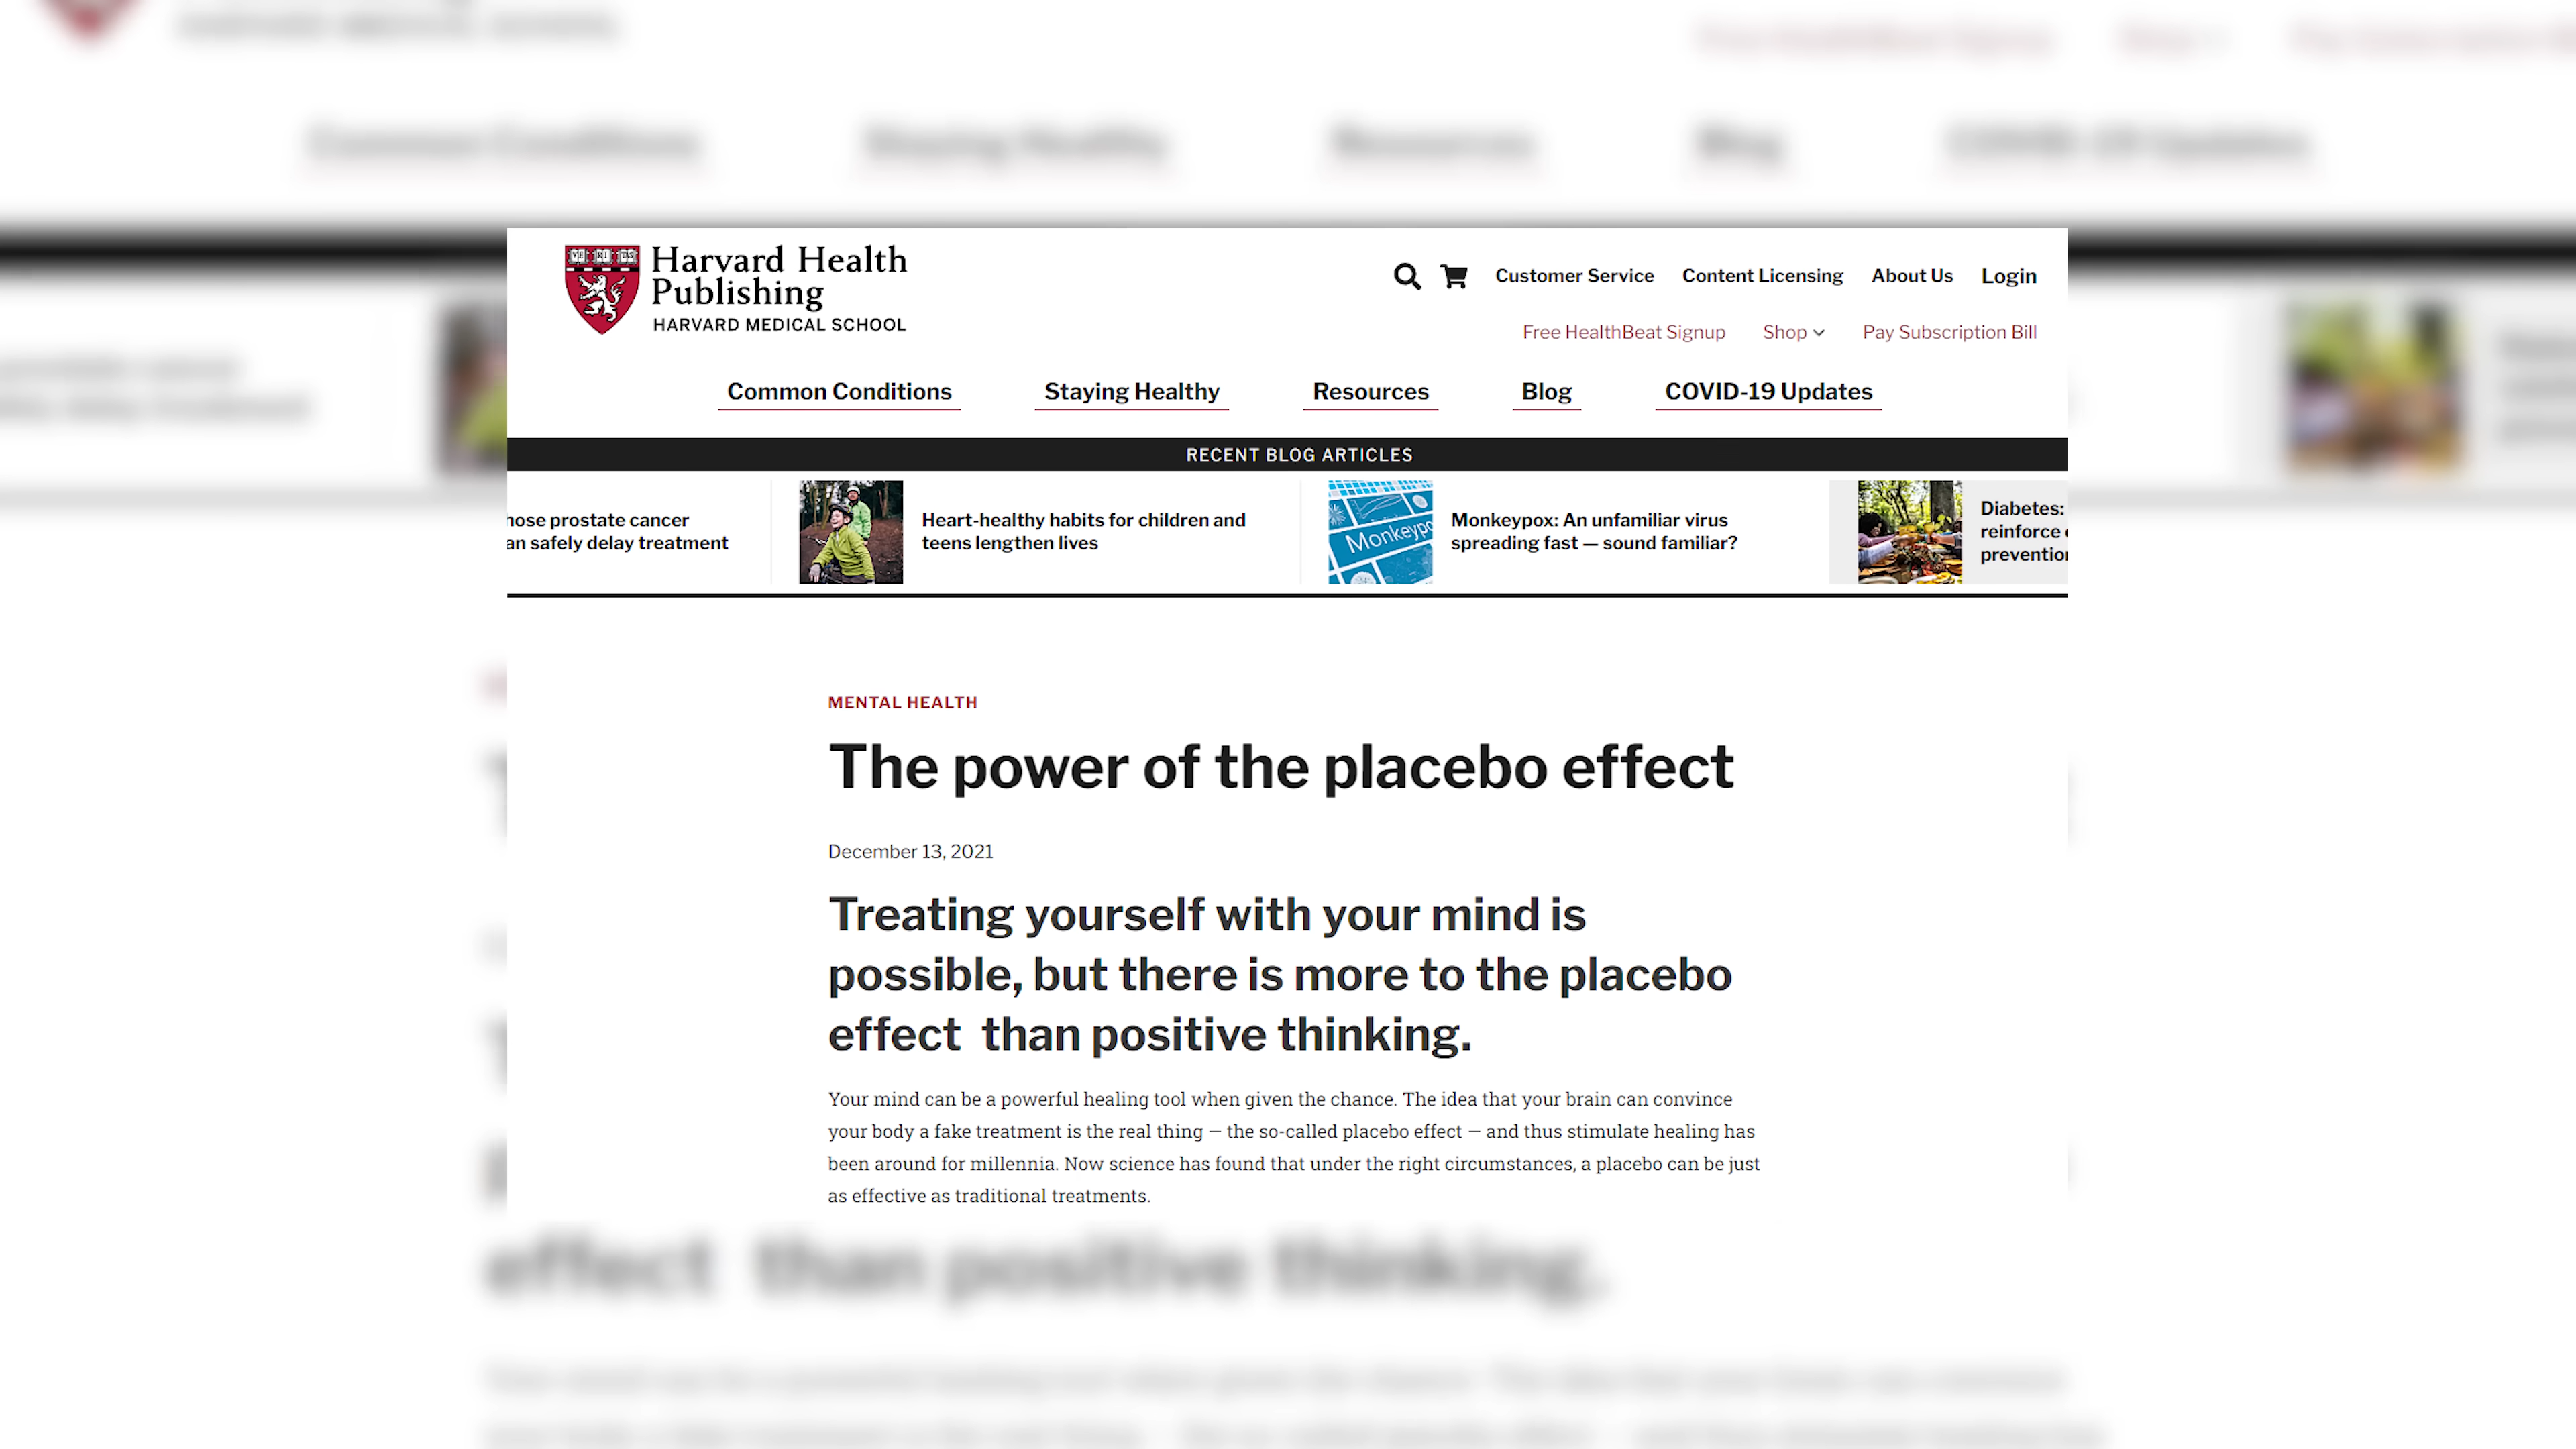 Harvard Health
Publishing
HARVARD MEDICAL SCHOOL
Customer Service Content Licensing About Us Login
Free HealthBeat Signup Shop Pay Subscription Bill
Common Conditions Staying Healthy Resources Blog COVID-19 Updates
RECENT BLOG ARTICLES
hose prostate cancer
an safely delay treatment
Heart-healthy habits for children and
teens lengthen lives
Monkeypo
Monkeypox: An unfamiliar virus
spreading fast — sound familiar?
Diabetes:
reinforce
prevention
MENTAL HEALTH
The power of the placebo effect
December 13, 2021
Treating yourself with your mind is
possible, but there is more to the placebo
effect than positive thinking.
Your mind can be a powerful healing tool when given the chance. The idea that your brain can convince
your body a fake treatment is the real thing — the so-called placebo effect — and thus stimulate healing has
been around for millennia. Now science has found that under the right circumstances, a placebo can be just
as effective as traditional treatments.
effect than positive thinking.